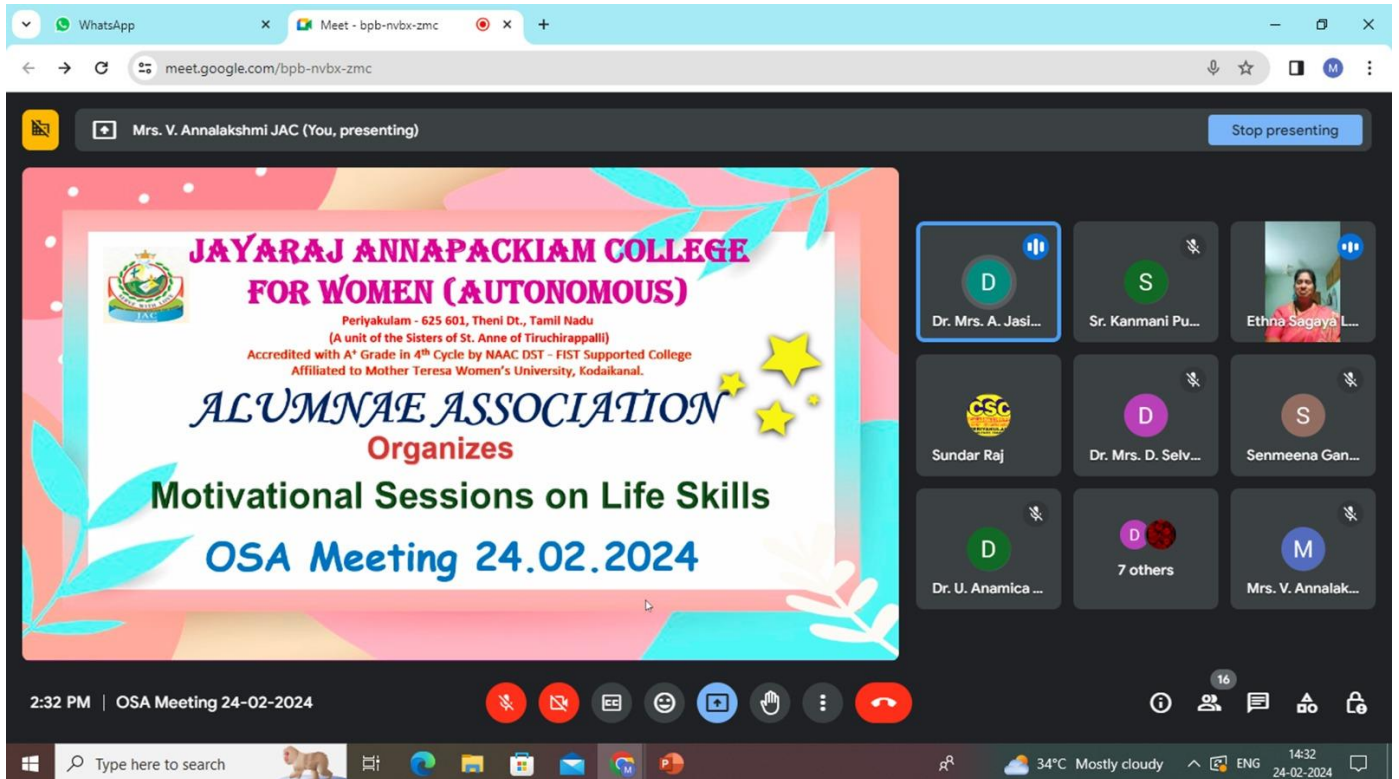 WhatsApp
Meet - bpb-nvbx-zmc
meet.google.com/bpb-nvbx-zmc
M
Mrs. V. Annalakshmi JAC (You, presenting)
Stop presenting
JAYARAJ ANNAPACKIAM COLLEGE
FOR WOMEN (AUTONOMOUS)
SERVE WITH LOVE
JAC
Periyakulam - 625 601, Theni Dt., Tamil Nadu
(A unit of the Sisters of St. Anne of Tiruchirappalli)
Accredited with A⁺ Grade in 4ᵗʰ Cycle by NAAC DST - FIST Supported College
Affiliated to Mother Teresa Women's University, Kodaikanal.
ALUMNAE ASSOCIATION
Organizes
Motivational Sessions on Life Skills
OSA Meeting 24.02.2024
D
Dr. Mrs. A. Jasi...
S
Sr. Kanmani Pu...
Ethna Sagaya L...
CSC
Sundar Raj
D
Dr. Mrs. D. Selv...
S
Senmeena Gan...
D
Dr. U. Anamica ...
D
7 others
M
Mrs. V. Annalak...
2:32 PM | OSA Meeting 24-02-2024
CC
16
Type here to search
34°C Mostly cloudy
ENG
14:32
24-02-2024